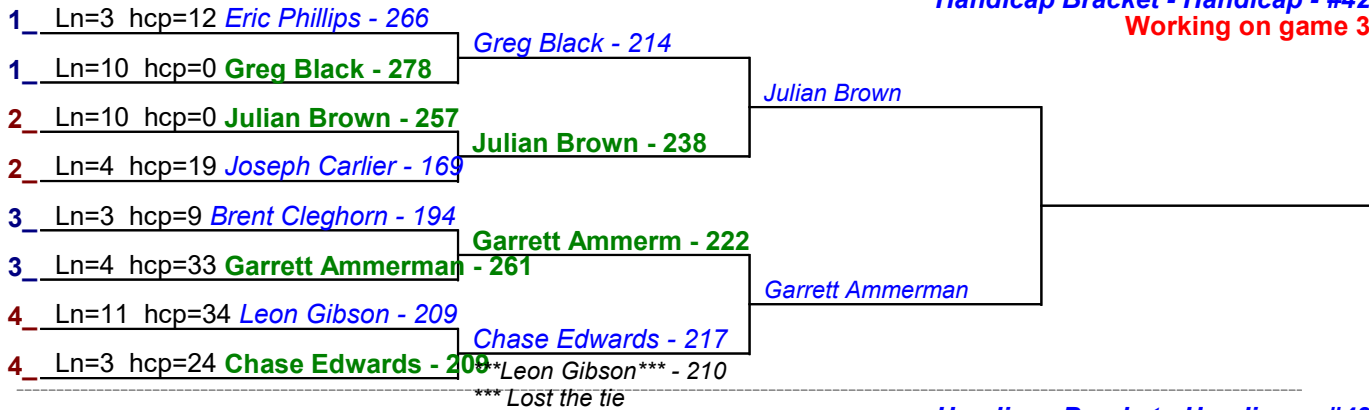 Handicap Bracket - Handicap - #42
Working on game 3
1_ Ln=3 hcp=12 Eric Phillips - 266
Greg Black - 214
1_ Ln=10 hcp=0 Greg Black - 278
Julian Brown
2_ Ln=10 hcp=0 Julian Brown - 257
Julian Brown - 238
2_ Ln=4 hcp=19 Joseph Carlier - 169
3_ Ln=3 hcp=9 Brent Cleghorn - 194
Garrett Ammerm - 222
3_ Ln=4 hcp=33 Garrett Ammerman - 261
Garrett Ammerman
4_ Ln=11 hcp=34 Leon Gibson - 209
Chase Edwards - 217
4_ Ln=3 hcp=24 Chase Edwards - 209
***Leon Gibson*** - 210
*** Lost the tie